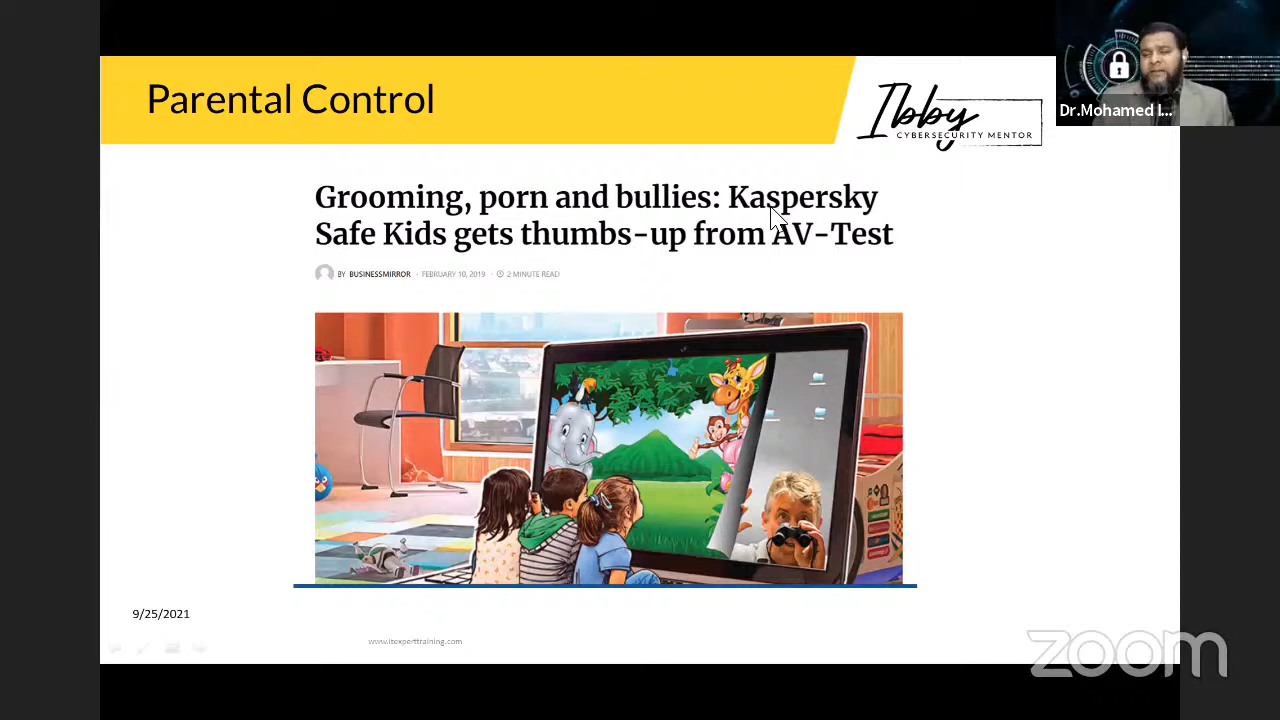 Parental Control
Ibby
CYBERSECURITY MENTOR
Dr.Mohamed I...
Grooming, porn and bullies: Kaspersky
Safe Kids gets thumbs-up from AV-Test
BY BUSINESSMIRROR · FEBRUARY 10, 2019 · 2 MINUTE READ
9/25/2021
www.itexperttraining.com
zoom